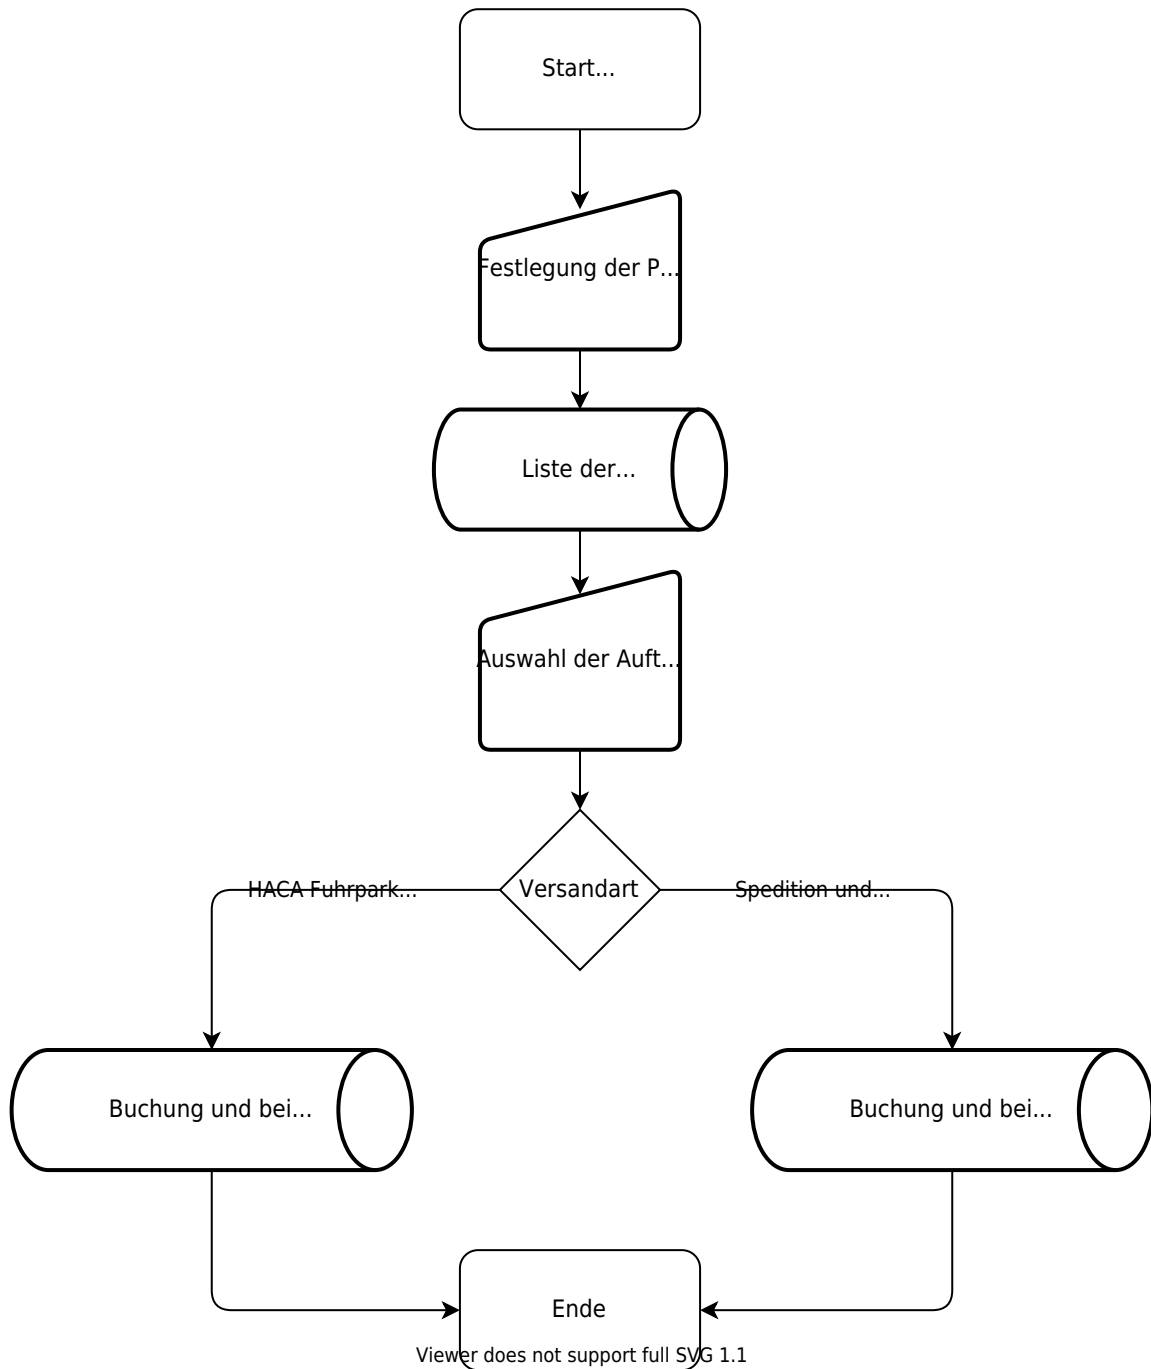 Start...
Festlegung der P...
Liste der...
Auswahl der Auft...
Versandart
HACA Fuhrpark...
Spedition und...
Buchung und bei...
Buchung und bei...
Ende
Viewer does not support full SVG 1.1